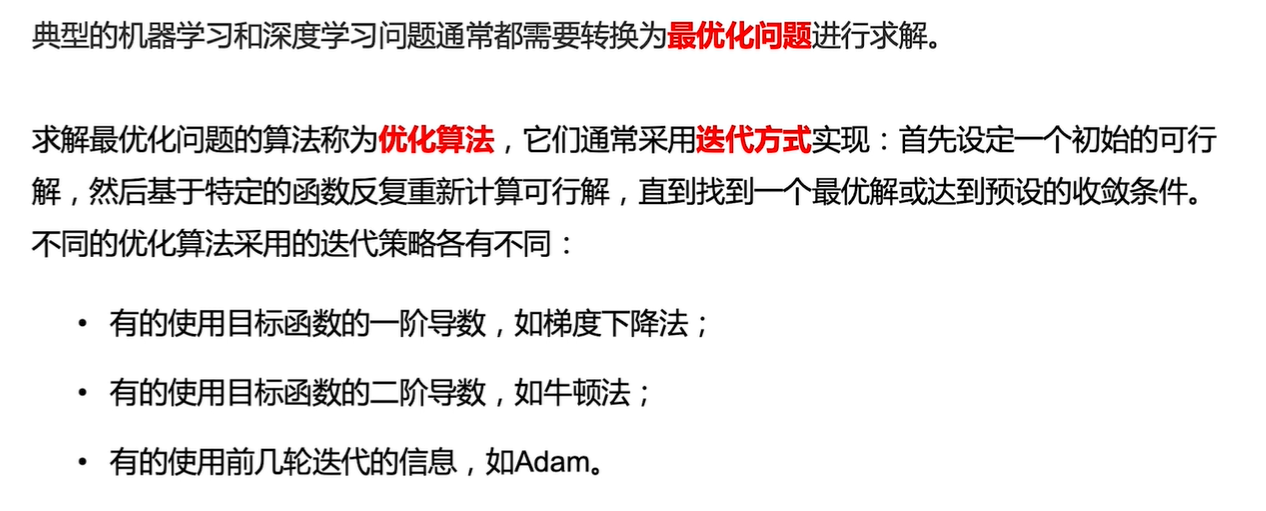 典型的机器学习和深度学习问题通常都需要转换为最优化问题进行求解。
求解最优化问题的算法称为优化算法，它们通常采用迭代方式实现：首先设定一个初始的可行
解，然后基于特定的函数反复重新计算可行解，直到找到一个最优解或达到预设的收敛条件。
不同的优化算法采用的迭代策略各有不同：
• 有的使用目标函数的一阶导数，如梯度下降法；
• 有的使用目标函数的二阶导数，如牛顿法；
• 有的使用前几轮迭代的信息，如Adam。